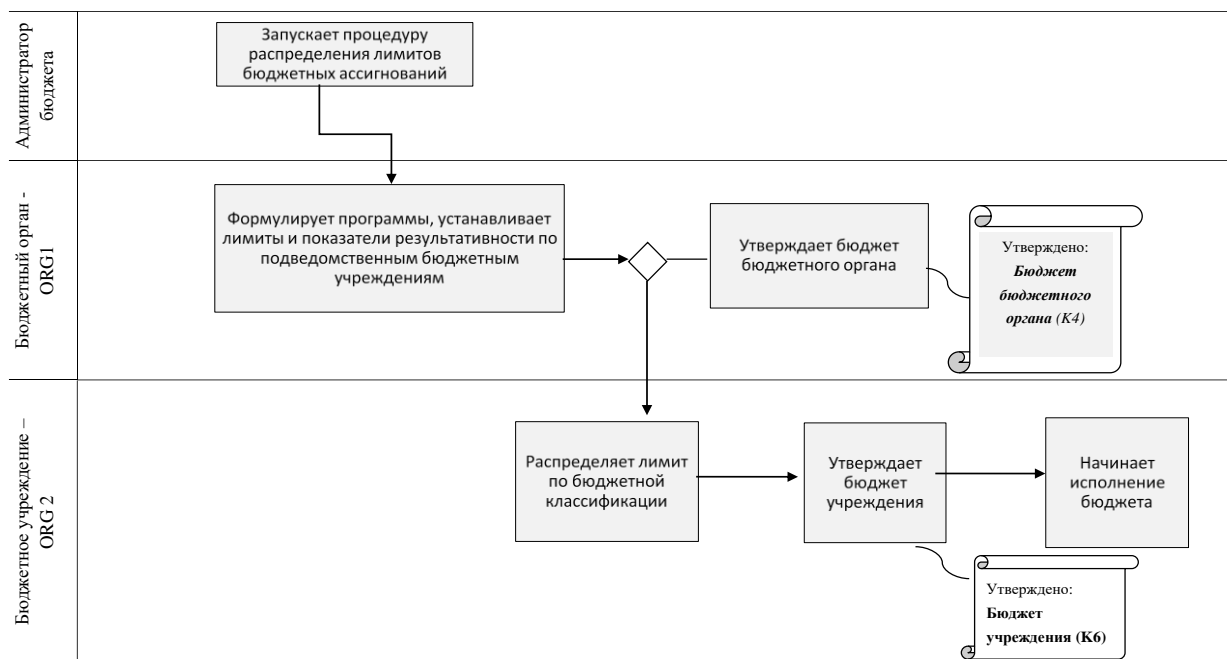 Администратор
бюджета
Запускает процедуру
распределения лимитов
бюджетных ассигнований
Бюджетный орган -
ORG1
Формулирует программы, устанавливает
лимиты и показатели результативности по
подведомственным бюджетным
учреждениям
Утверждает бюджет
бюджетного органа
Утверждено:
Бюджет
бюджетного
органа (К4)
Бюджетное учреждение –
ORG 2
Распределяет лимит
по бюджетной
классификации
Утверждает
бюджет
учреждения
Начинает
исполнение
бюджета
Утверждено:
Бюджет
учреждения (К6)